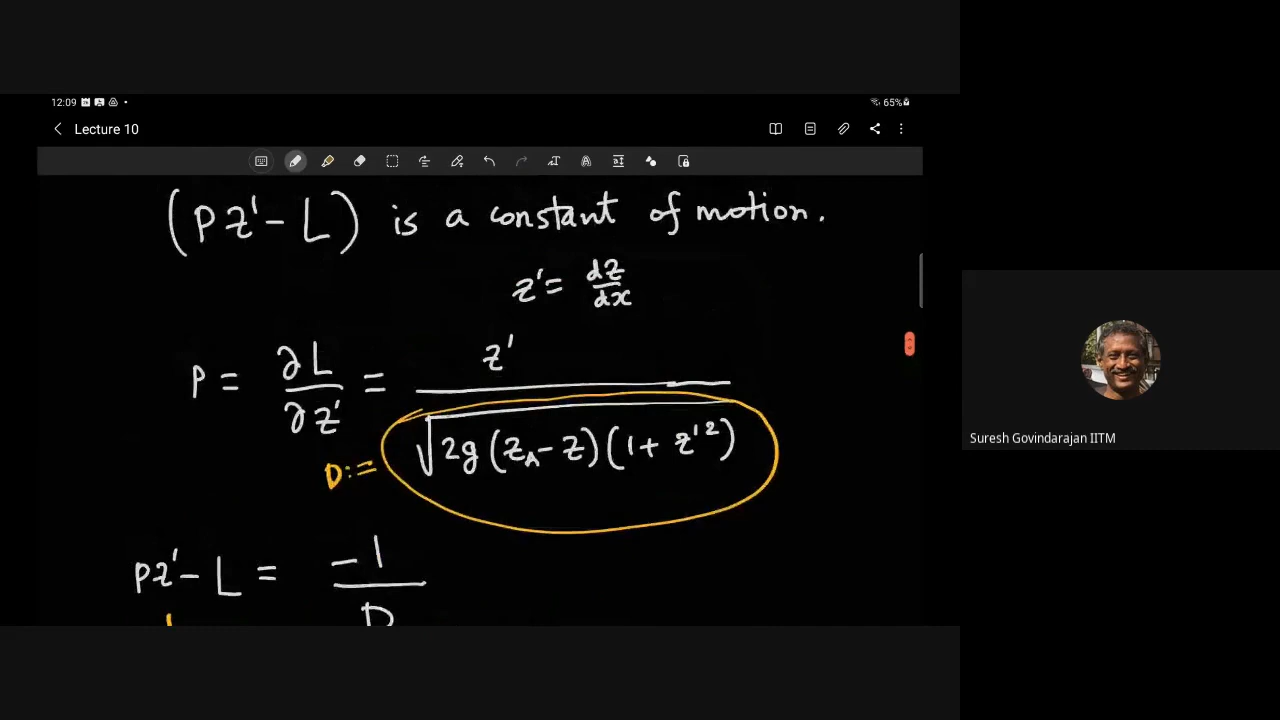 12:09
65%
Lecture 10
(pz' - L) is a constant of motion.
z' = dz/dx
p = ∂L/∂z' = z' / √(2g(z_A - z)(1 + z'^2))
D :=
pz' - L = -1/D
Suresh Govindarajan IITM